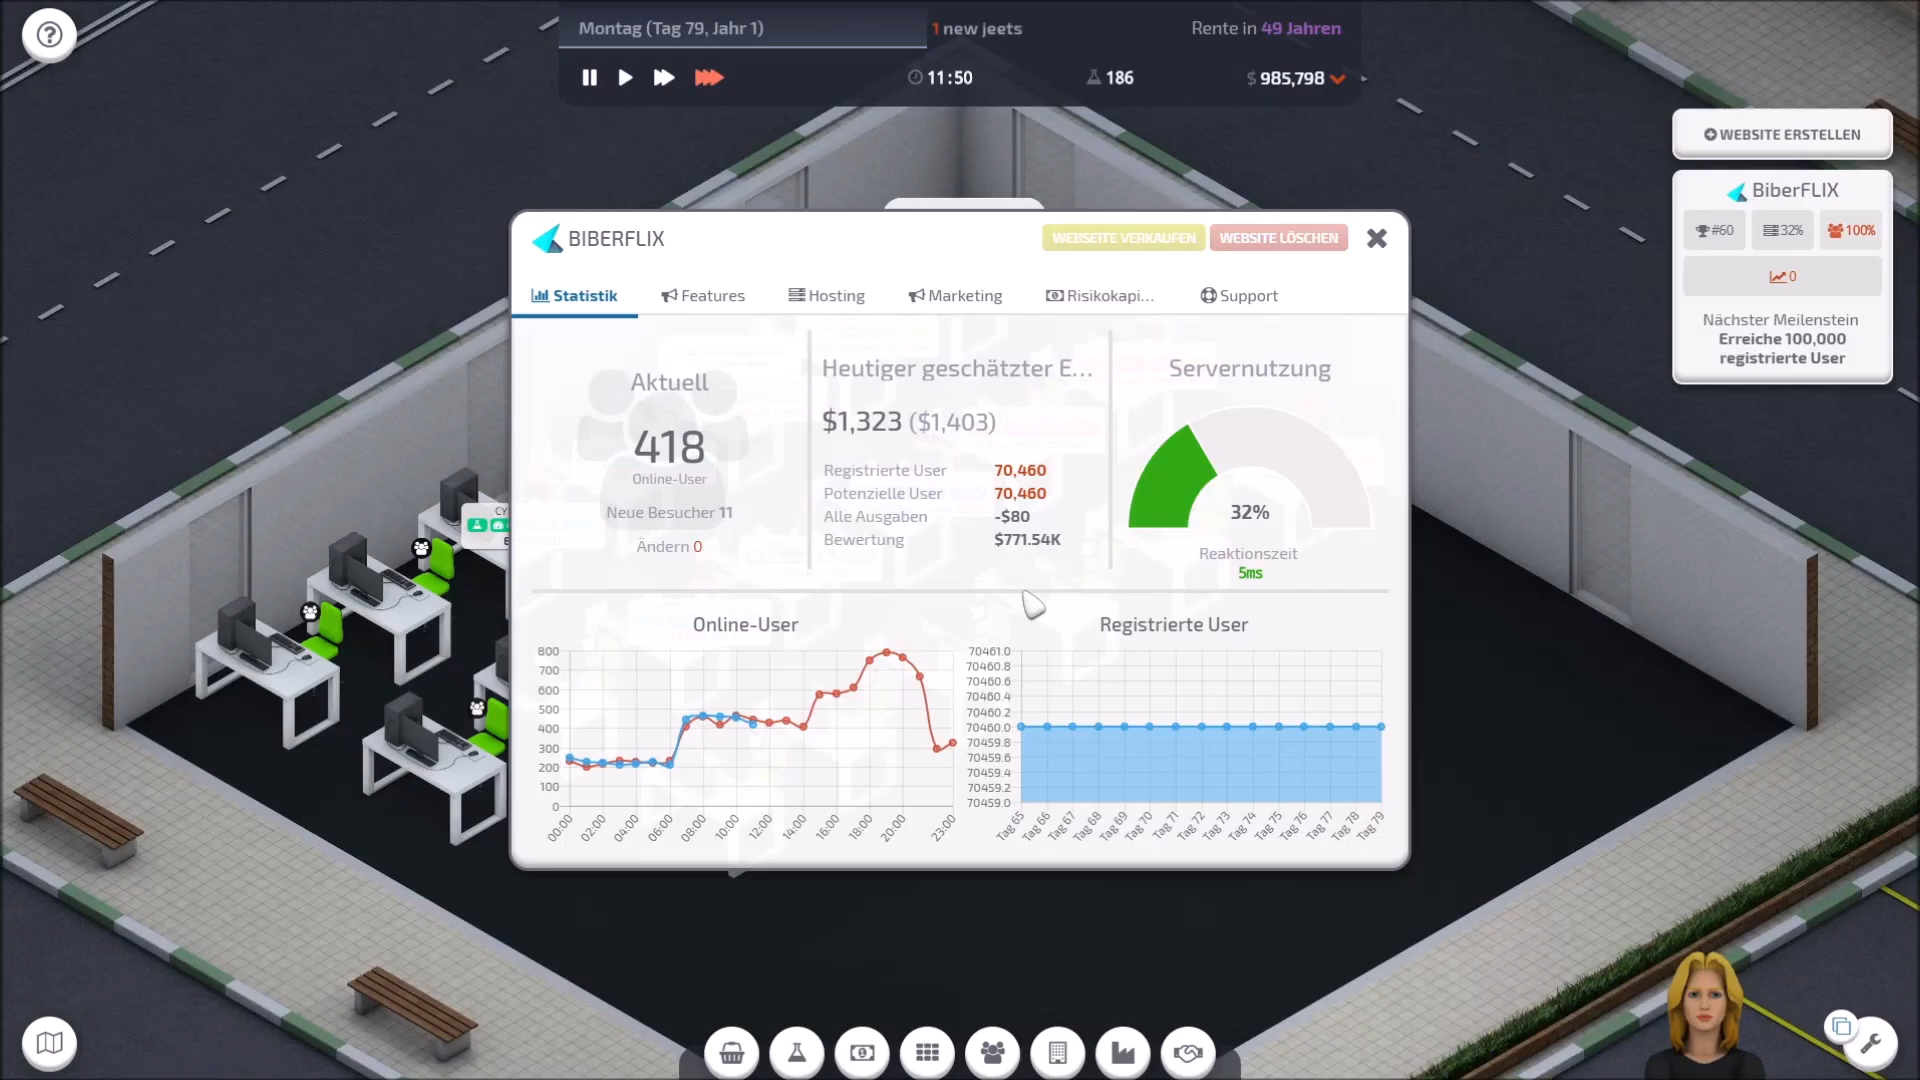 Montag (Tag 79, Jahr 1)
1 new jeets
Rente in 49 Jahren
11:50
186
$ 985,798
WEBSITE ERSTELLEN
BiberFLIX
#60
32%
100%
0
Nächster Meilenstein
Erreiche 100,000
registrierte User
BIBERFLIX
WEBSEITE VERKAUFEN
WEBSITE LÖSCHEN
Statistik
Features
Hosting
Marketing
Risikokapi...
Support
Aktuell
418
Online-User
Neue Besucher 11
Ändern 0
Heutiger geschätzter E...
$1,323 ($1,403)
Registrierte User 70,460
Potenzielle User 70,460
Alle Ausgaben -$80
Bewertung $771.54K
Servernutzung
32%
Reaktionszeit
5ms
CY
Online-User
800
700
600
500
400
300
200
100
0
00:00
02:00
04:00
06:00
08:00
10:00
12:00
14:00
16:00
18:00
20:00
23:00
Registrierte User
70461.0
70460.8
70460.6
70460.4
70460.2
70460.0
70459.8
70459.6
70459.4
70459.2
70459.0
Tag 65
Tag 66
Tag 67
Tag 68
Tag 69
Tag 70
Tag 71
Tag 72
Tag 73
Tag 74
Tag 75
Tag 76
Tag 77
Tag 78
Tag 79